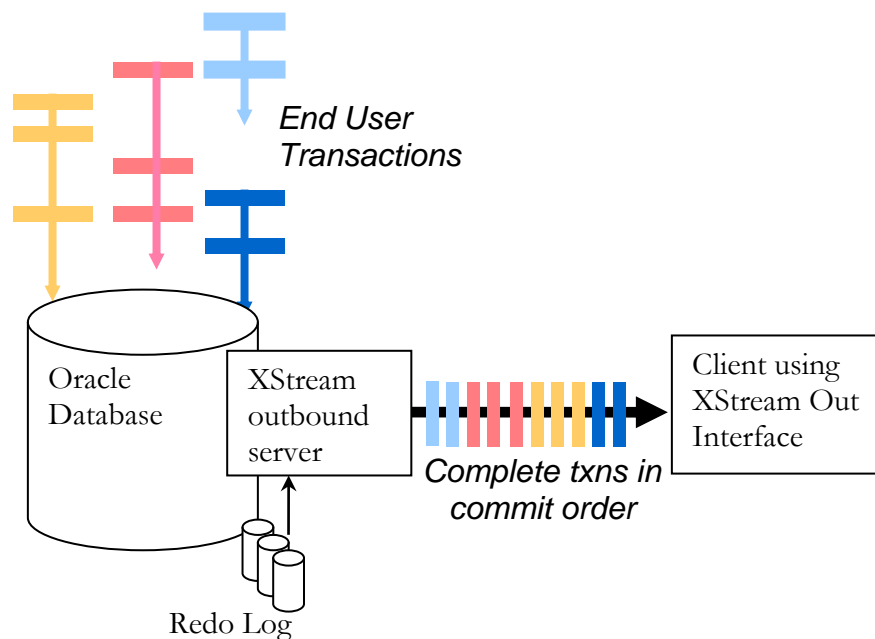 End User
Transactions
Oracle
Database
XStream
outbound
server
Client using
XStream Out
Interface
Complete txns in
commit order
Redo Log